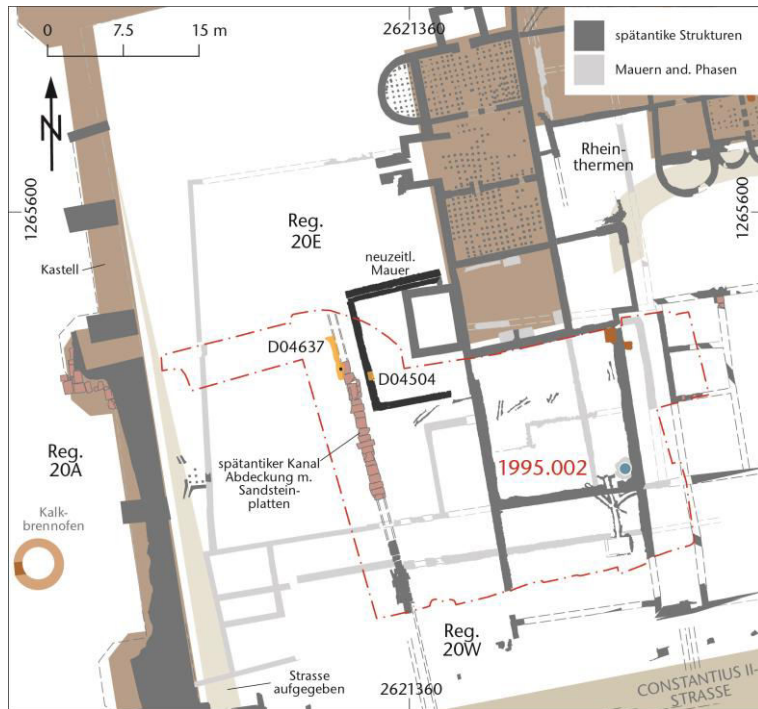 0 7.5 15 m
2621360
spätantike Strukturen
Mauern and. Phasen
N
Rhein-
thermen
1265600
1265600
Reg.
20E
neuzeitl.
Mauer
Kastell
D04637
D04504
Reg.
20A
spätantiker Kanal
Abdeckung m.
Sandstein-
platten
1995.002
Kalk-
brennofen
Reg.
20W
Strasse
aufgegeben
2621360
CONSTANTIUS II-
STRASSE